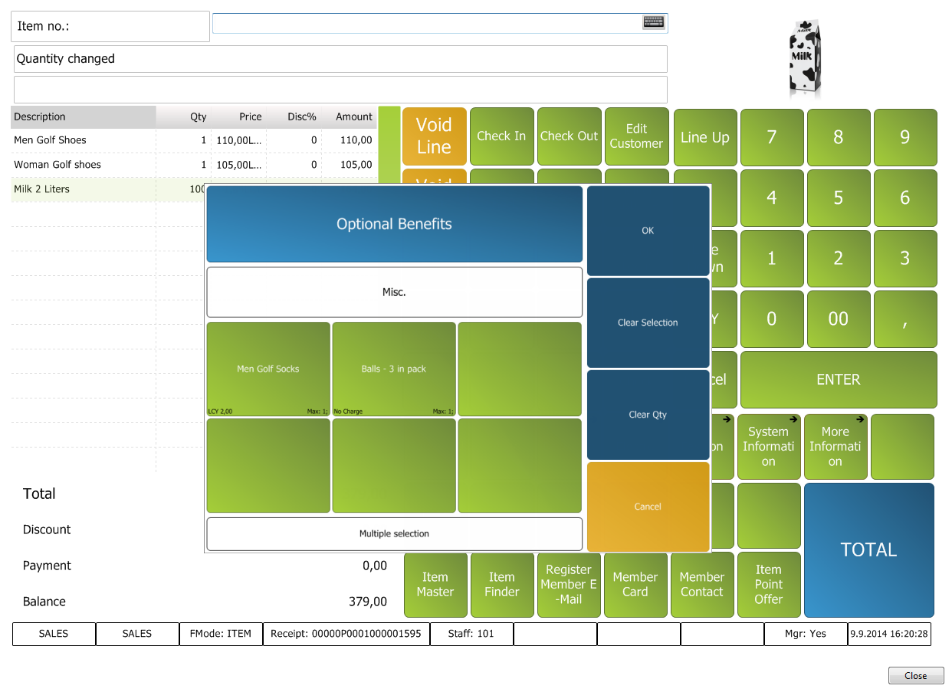 Item no.:
Quantity changed
Milk
Description Qty Price Disc% Amount
Men Golf Shoes 1 110,00L... 0 110,00
Woman Golf shoes 1 105,00L... 0 105,00
Milk 2 Liters 100
Void Line
Check In
Check Out
Edit Customer
Line Up
7
8
9
4
5
6
1
2
3
0
00
,
ENTER
Optional Benefits
Misc.
Men Golf Socks
LCY 2,00 Max: 1;
Balls - 3 in pack
No Charge Max: 1;
Multiple selection
OK
Clear Selection
Clear Qty
Cancel
System
Informati
on
More
Informati
on
TOTAL
Total
Discount
Payment 0,00
Balance 379,00
Item
Master
Item
Finder
Register
Member E
-Mail
Member
Card
Member
Contact
Item
Point
Offer
SALES SALES FMode: ITEM Receipt: 00000P0001000001595 Staff: 101 Mgr: Yes 9.9.2014 16:20:28
Close